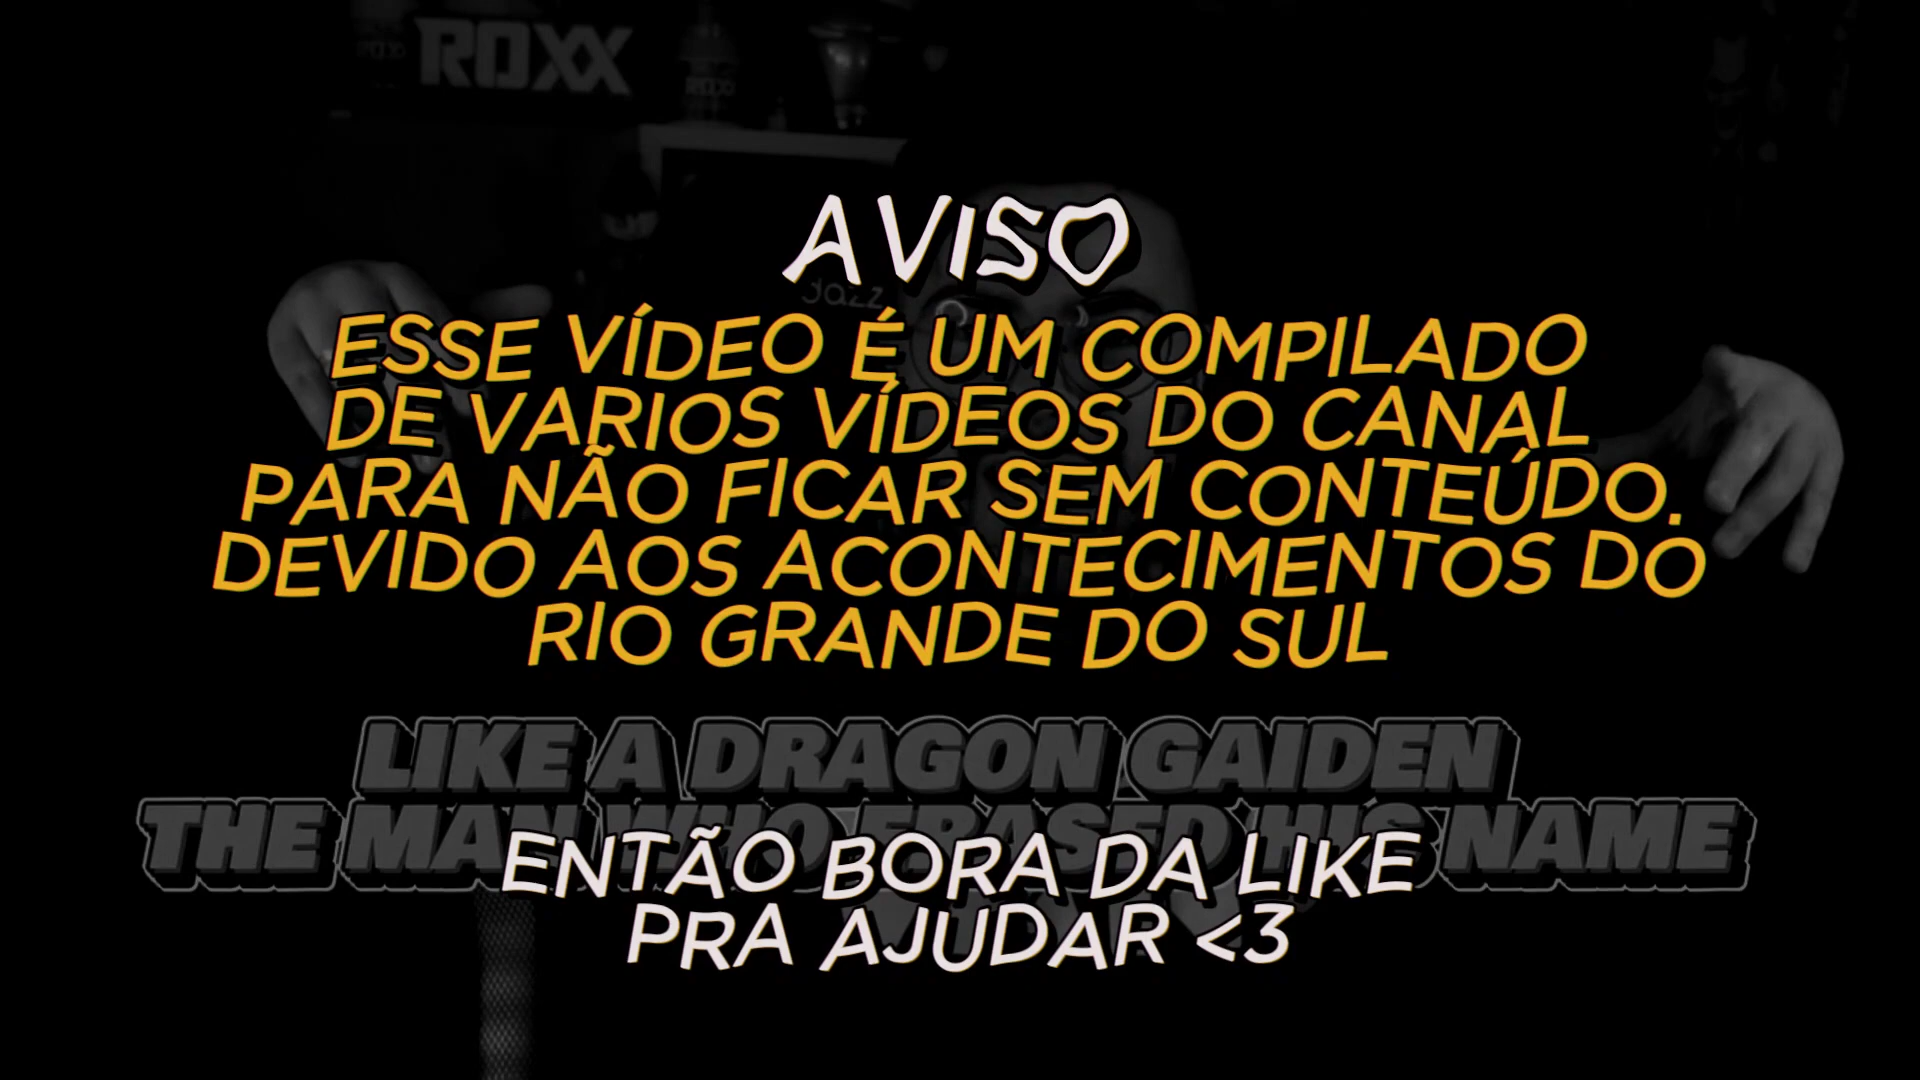 ROXX
ROXX
AVISO
Jazz
ESSE VÍDEO É UM COMPILADO
DE VARIOS VÍDEOS DO CANAL
PARA NÃO FICAR SEM CONTEÚDO.
DEVIDO AOS ACONTECIMENTOS DO
RIO GRANDE DO SUL
LIKE A DRAGON GAIDEN
THE MAN WHO ERASED HIS NAME
ENTÃO BORA DA LIKE
PRA AJUDAR <3